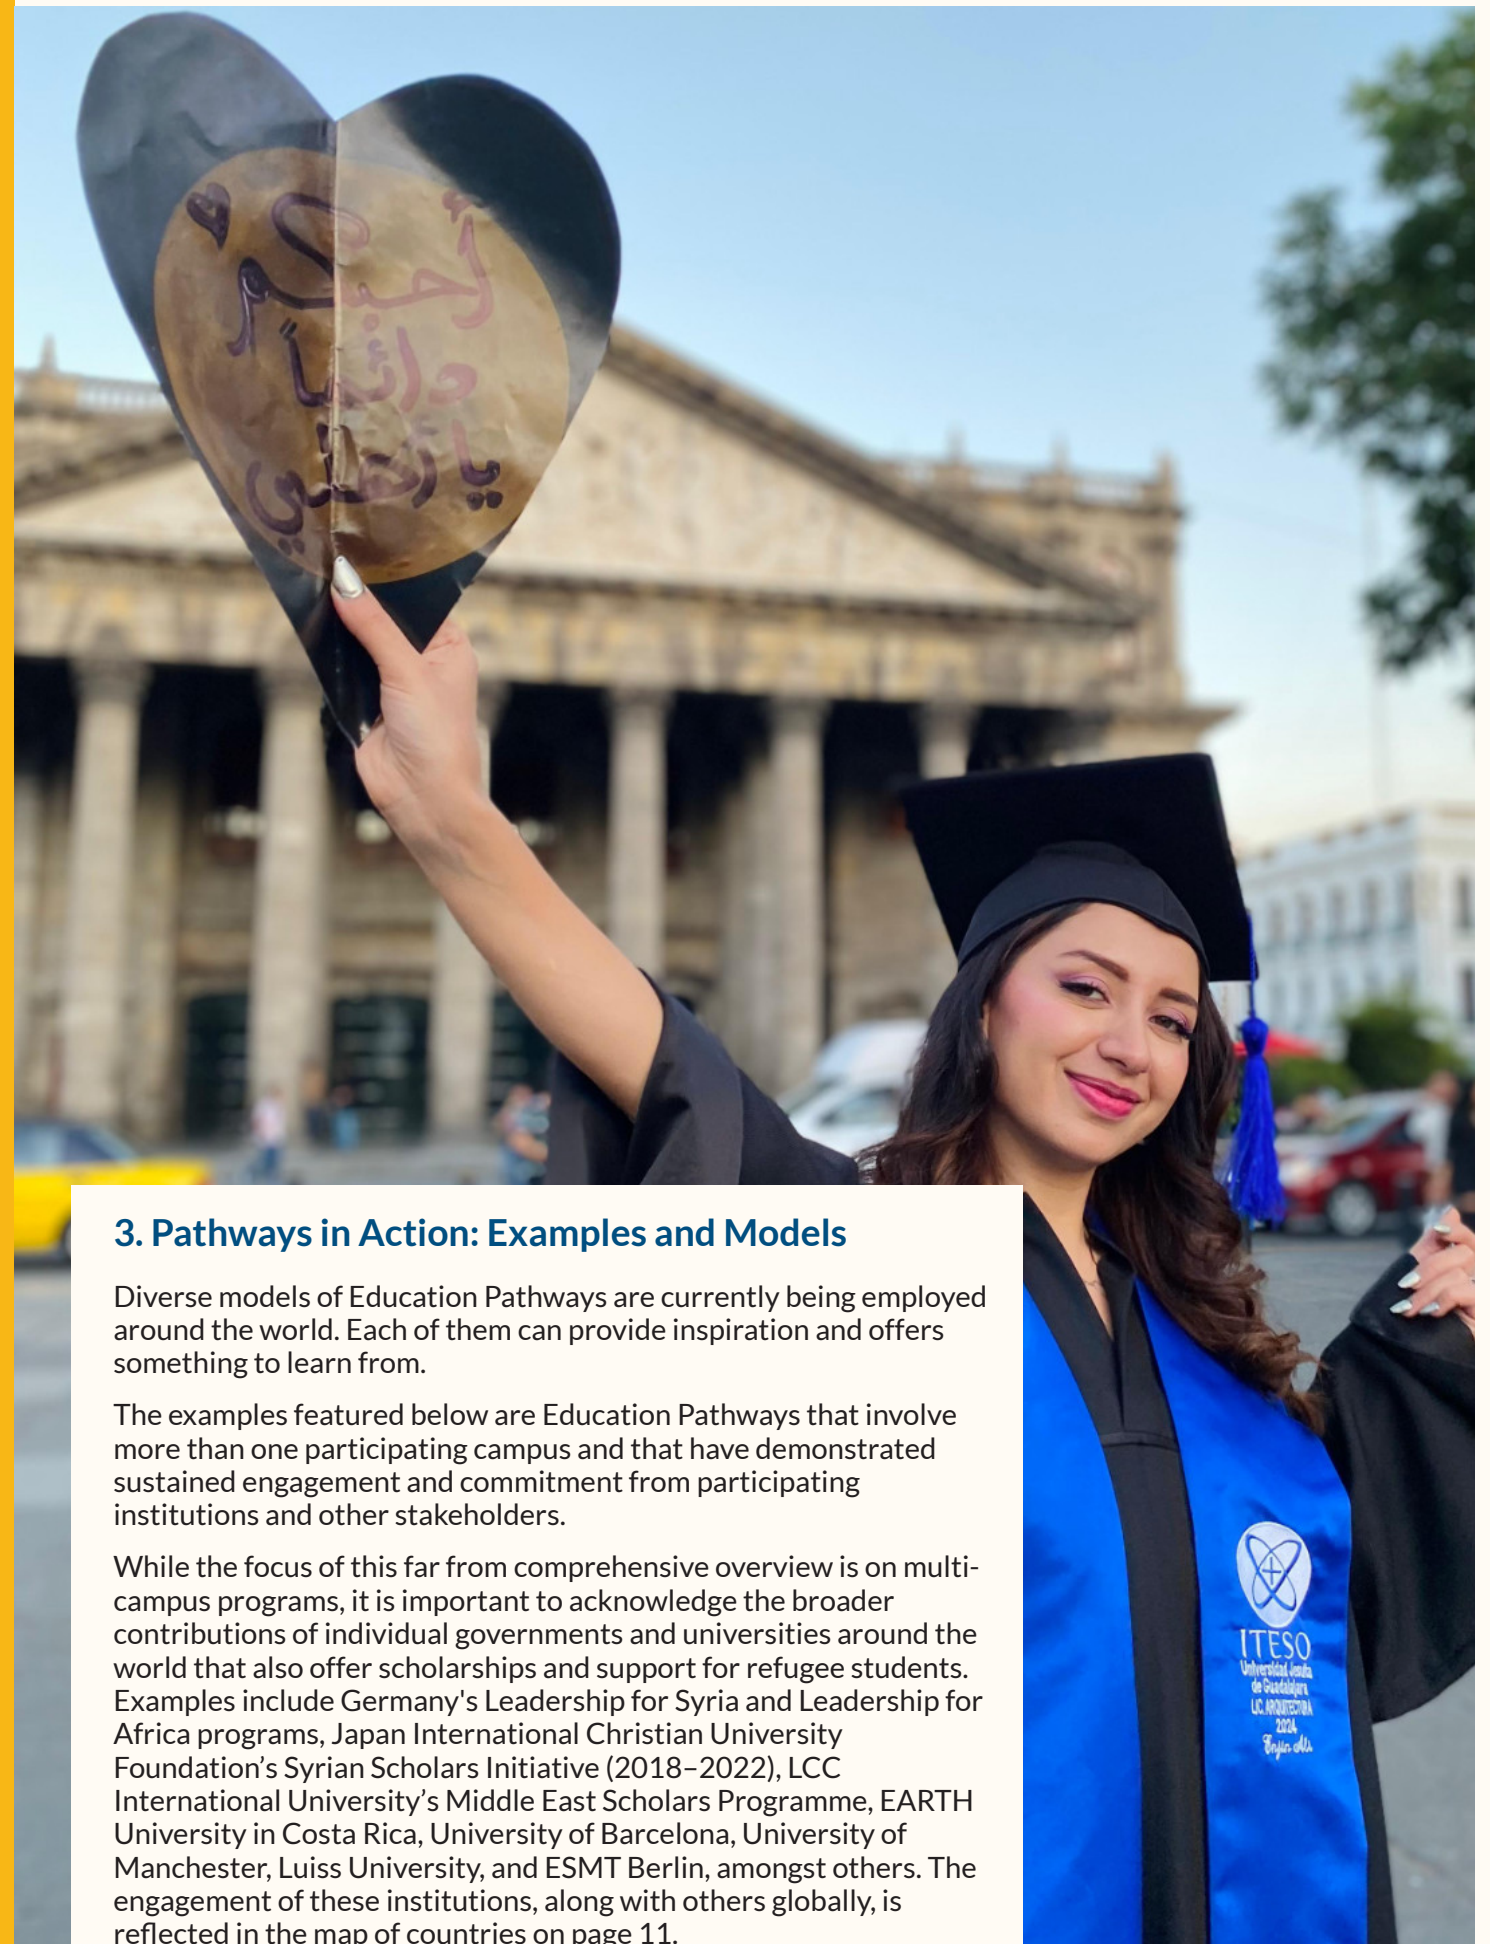 أحبكم
دائماً
يا أهلي
3. Pathways in Action: Examples and Models
Diverse models of Education Pathways are currently being employed
around the world. Each of them can provide inspiration and offers
something to learn from.
The examples featured below are Education Pathways that involve
more than one participating campus and that have demonstrated
sustained engagement and commitment from participating
institutions and other stakeholders.
While the focus of this far from comprehensive overview is on multi-
campus programs, it is important to acknowledge the broader
contributions of individual governments and universities around the
world that also offer scholarships and support for refugee students.
Examples include Germany's Leadership for Syria and Leadership for
Africa programs, Japan International Christian University
Foundation’s Syrian Scholars Initiative (2018–2022), LCC
International University’s Middle East Scholars Programme, EARTH
University in Costa Rica, University of Barcelona, University of
Manchester, Luiss University, and ESMT Berlin, amongst others. The
engagement of these institutions, along with others globally, is
reflected in the map of countries on page 11.
ITESO
Universidad Jesuita
de Guadalajara
LIC. ARQUITECTURA
2024
Enjin Ali